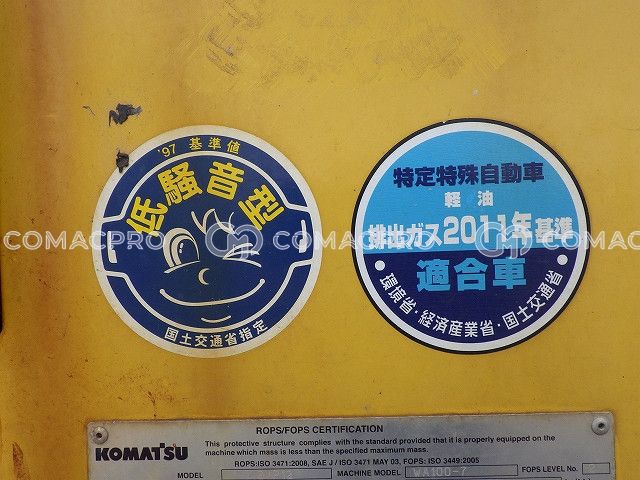 '97 基準値
低騒音型
国土交通省指定
特定特殊自動車
軽油
排出ガス2011年基準
適合車
環境省・経済産業省・国土交通省
COMACPRO COMACPRO COMACPRO
KOMATSU
ROPS/FOPS CERTIFICATION
This protective structure complies with the standard provided that it is properly equipped on the
machine which mass is less than the specified maximum mass.
ROPS:ISO 3471:2008, SAE J / ISO 3471 MAY 03, FOPS: ISO 3449:2005
MODEL MACHINE MODEL WA100-7 FOPS LEVEL No.